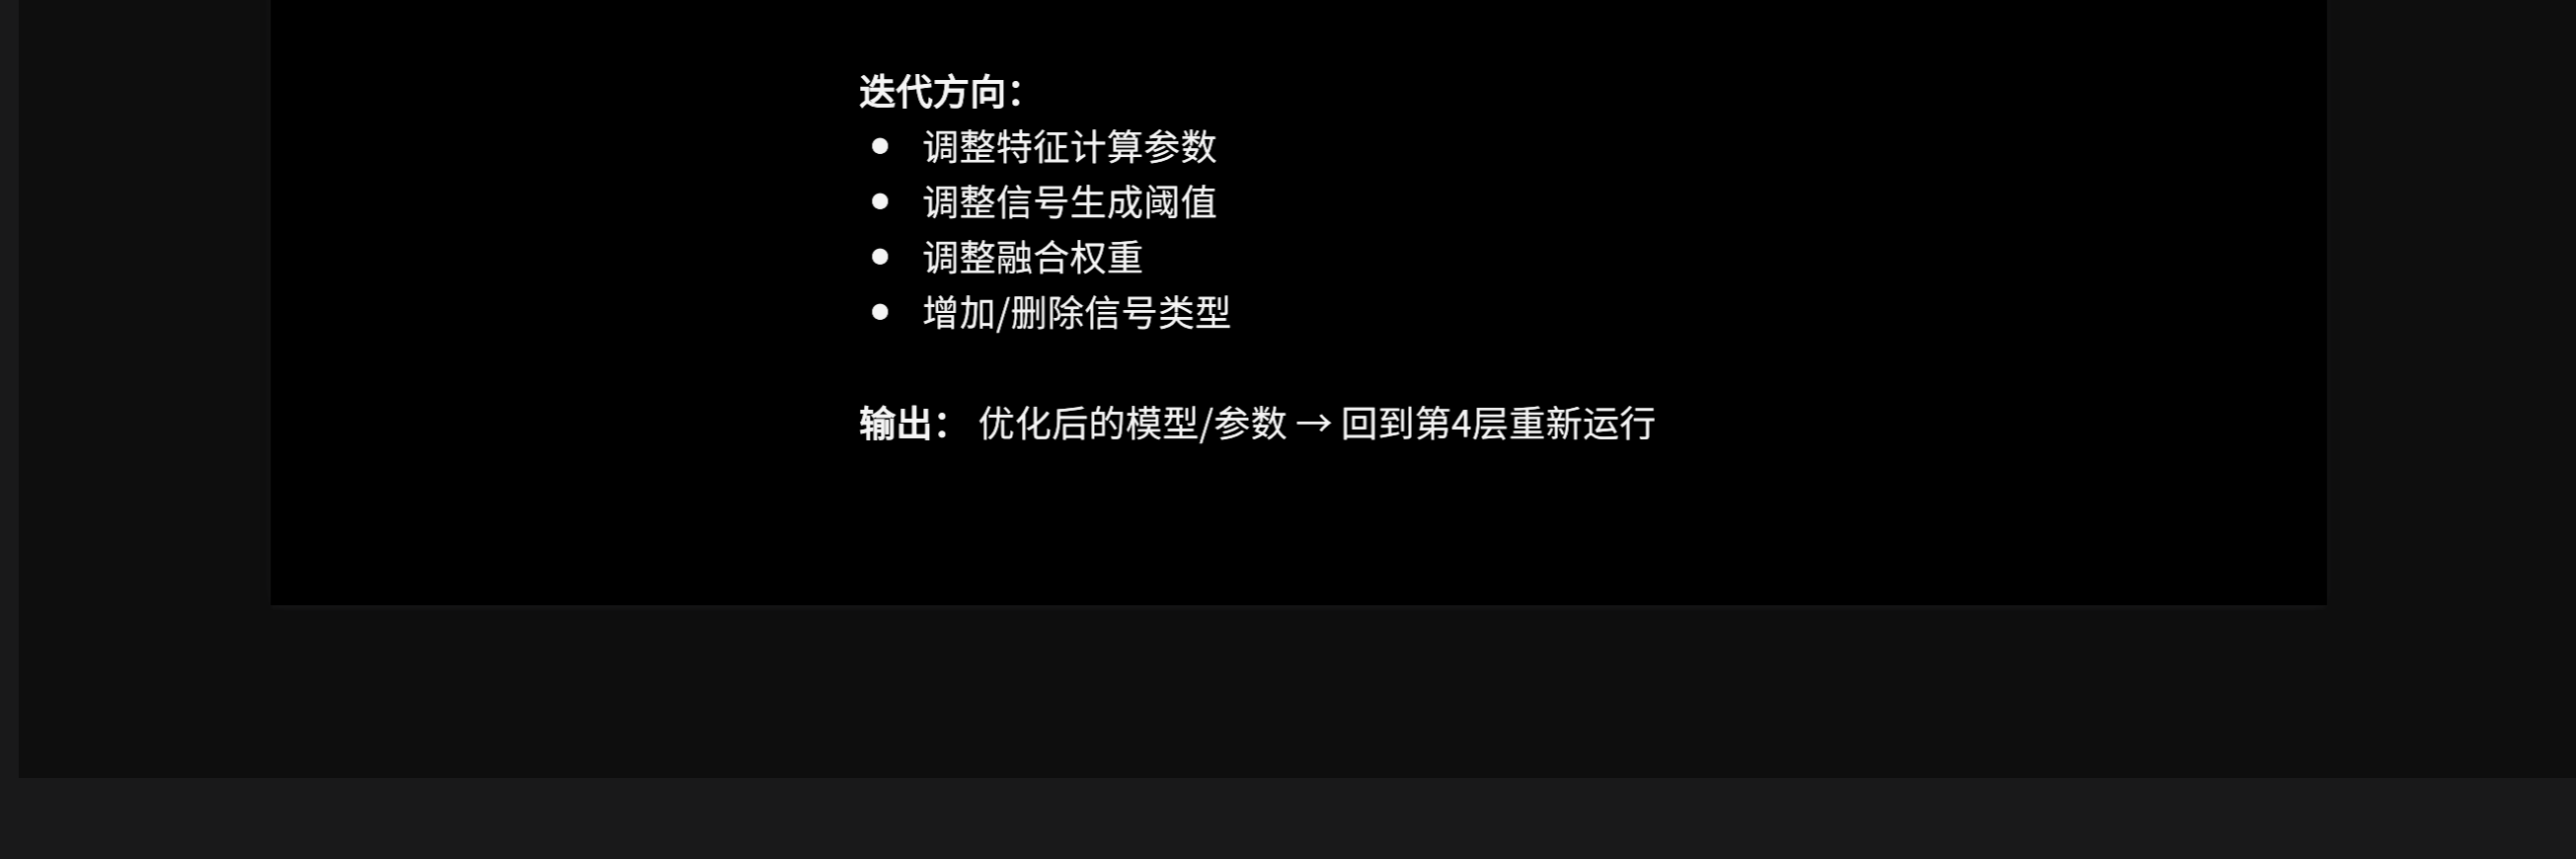 迭代方向：
● 调整特征计算参数
● 调整信号生成阈值
● 调整融合权重
● 增加/删除信号类型
输出： 优化后的模型/参数 → 回到第4层重新运行